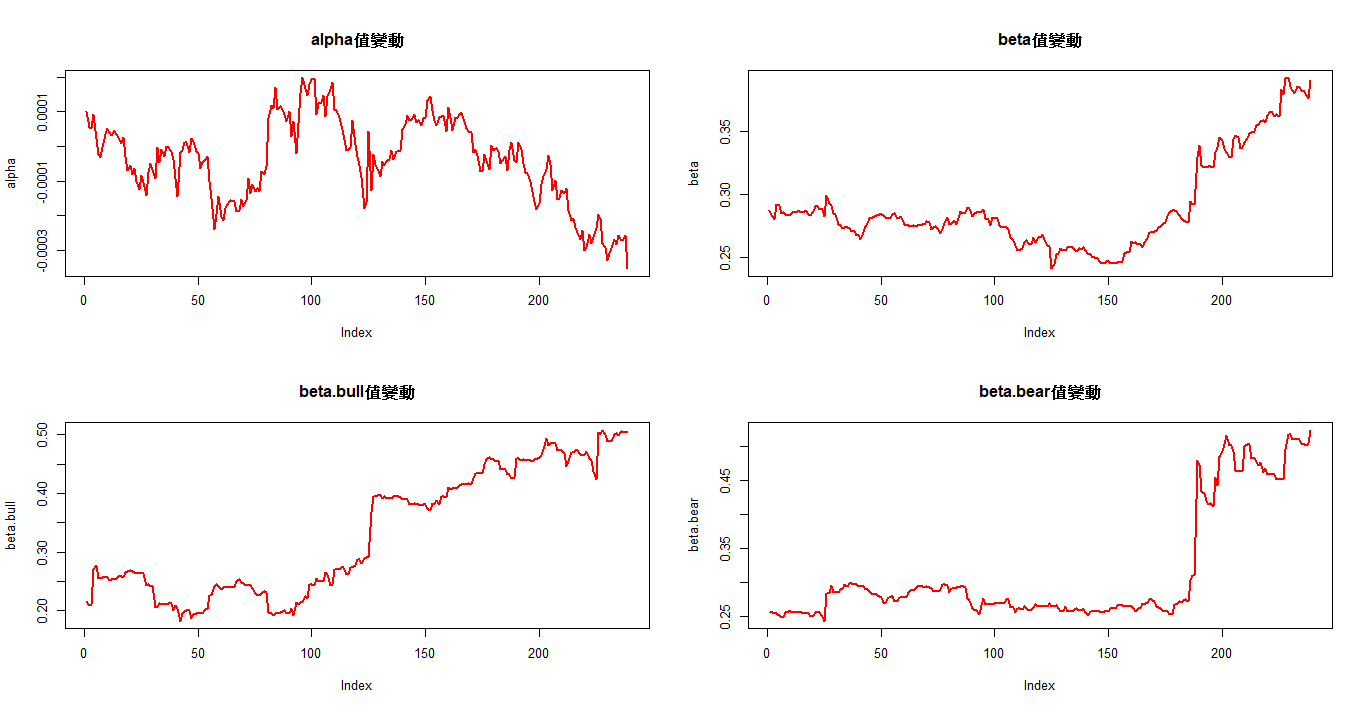 alpha值變動
alpha
0.0001
-0.0001
-0.0003
0 50 100 150 200
Index
beta值變動
beta
0.35
0.30
0.25
0 50 100 150 200
Index
beta.bull值變動
beta.bull
0.50
0.40
0.30
0.20
0 50 100 150 200
Index
beta.bear值變動
beta.bear
0.45
0.35
0.25
0 50 100 150 200
Index